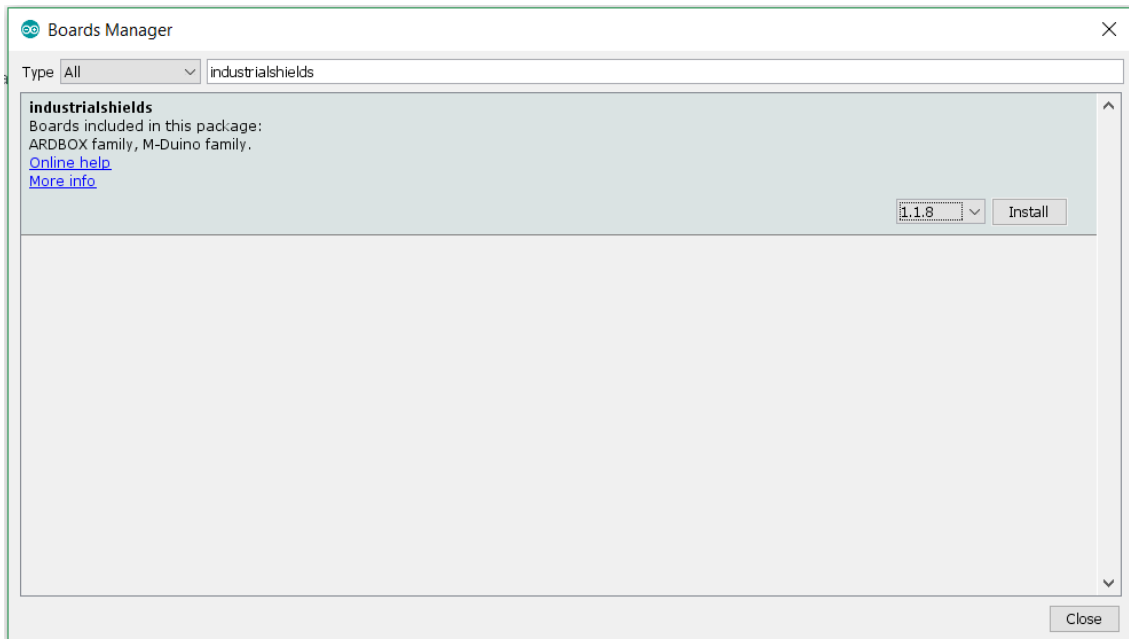 Boards Manager
Type All industrialshields
industrialshields
Boards included in this package:
ARDBOX family, M-Duino family.
Online help
More info
1.1.8 Install
Close